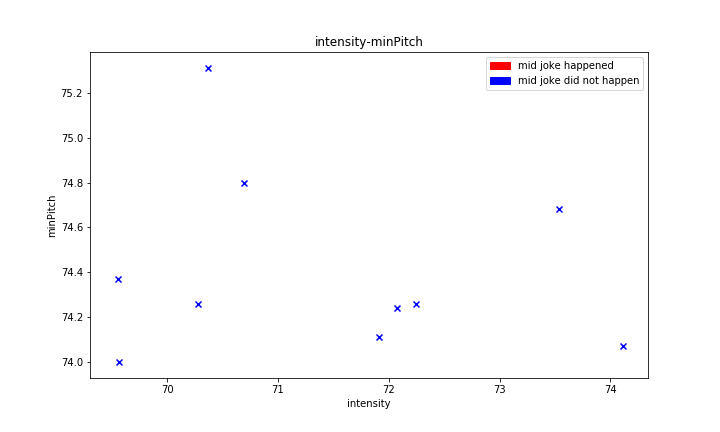 intensity-minPitch
mid joke happened
mid joke did not happen
75.2
75.0
74.8
74.6
74.4
74.2
74.0
minPitch
70
71
72
73
74
intensity